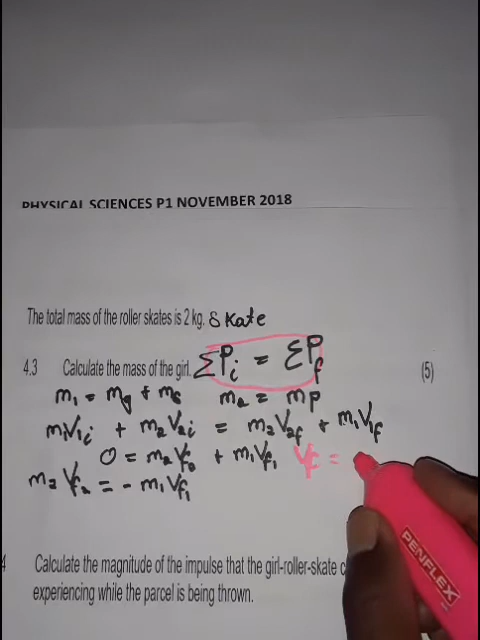 PHYSICAL SCIENCES P1 NOVEMBER 2018
The total mass of the roller skates is 2 kg. Skate
4.3 Calculate the mass of the girl. ΣPi = ΣPf (5)
m₁ = mg + ms m₂ = mp
m₁V₁i + m₂V₂i = m₂V₂f + m₁V₁f
0 = m₂Vf₂ + m₁Vf₁ Vf =
m₂Vf₂ = - m₁Vf₁
4 Calculate the magnitude of the impulse that the girl-roller-skate
experiencing while the parcel is being thrown.
PENFLEX